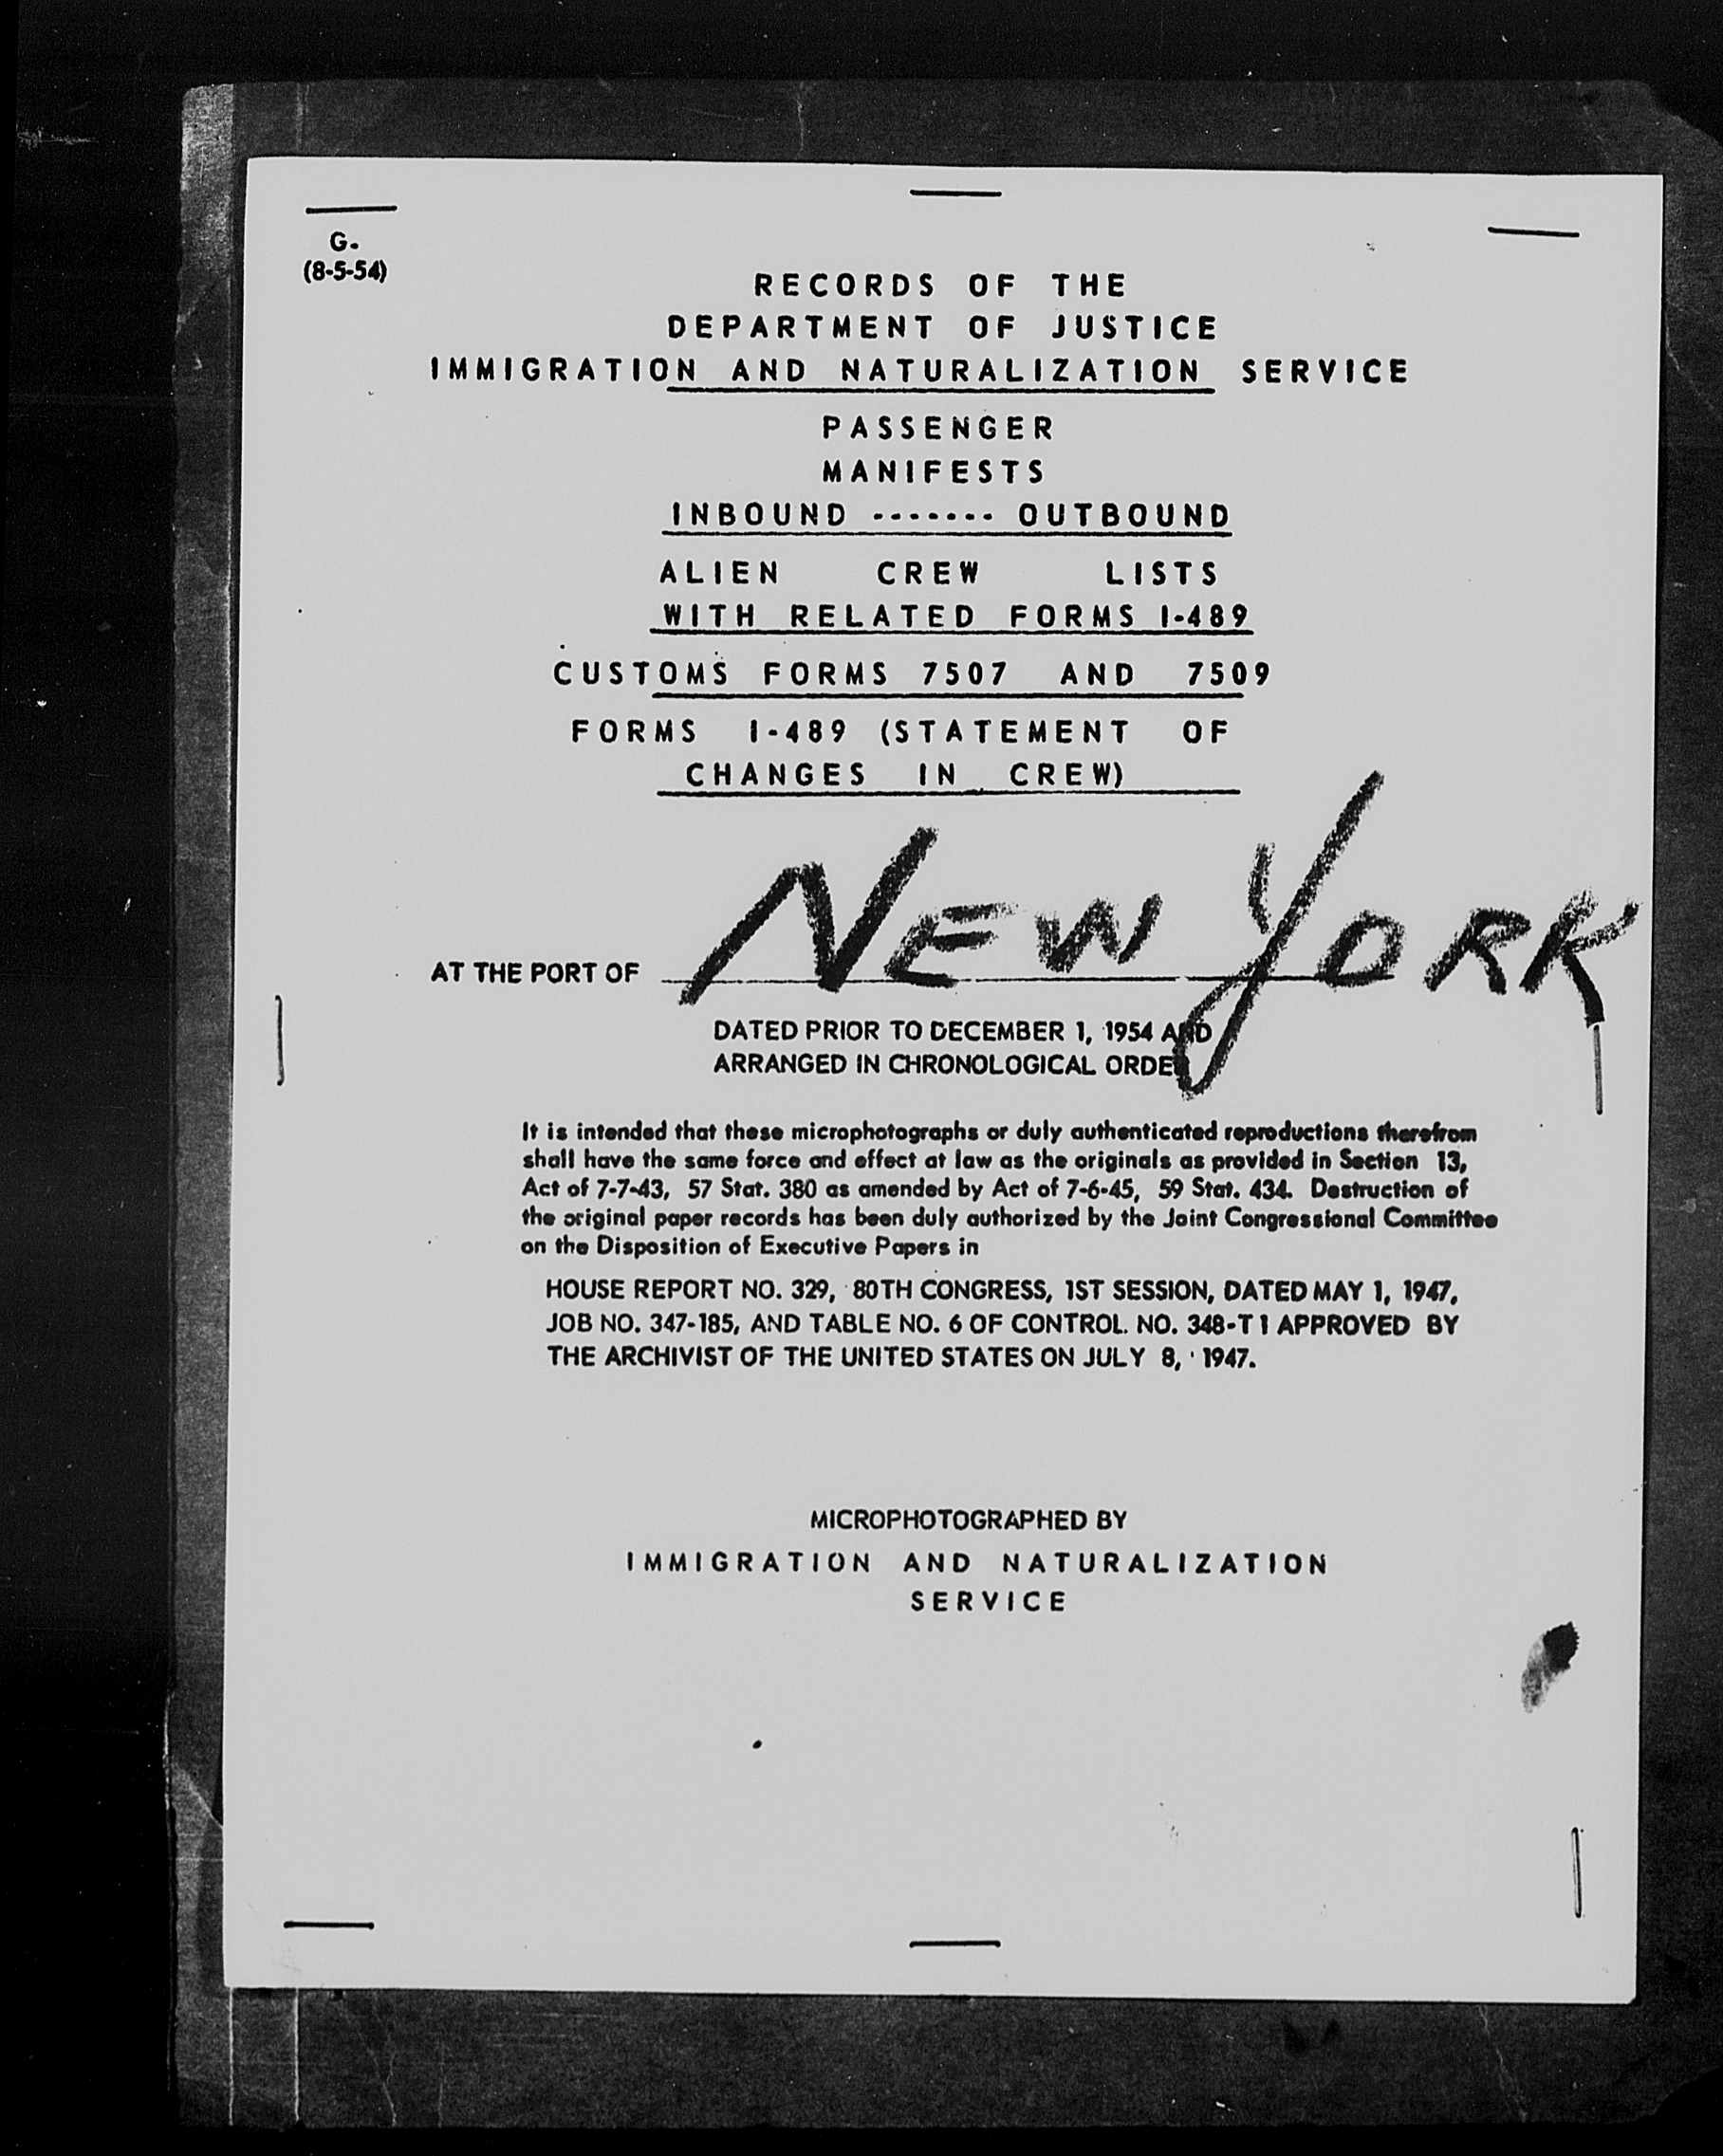 G.
(8-5-54)
RECORDS OF THE
DEPARTMENT OF JUSTICE
IMMIGRATION AND NATURALIZATION SERVICE
PASSENGER
MANIFESTS
INBOUND ------- OUTBOUND
ALIEN CREW LISTS
WITH RELATED FORMS I-489
CUSTOMS FORMS 7507 AND 7509
FORMS I-489 (STATEMENT OF
CHANGES IN CREW)
AT THE PORT OF NEW YORK
DATED PRIOR TO DECEMBER 1, 1954 AND
ARRANGED IN CHRONOLOGICAL ORDER
It is intended that these microphotographs or duly authenticated reproductions therefrom
shall have the same force and effect at law as the originals as provided in Section 13,
Act of 7-7-43, 57 Stat. 380 as amended by Act of 7-6-45, 59 Stat. 434. Destruction of
the original paper records has been duly authorized by the Joint Congressional Committee
on the Disposition of Executive Papers in
HOUSE REPORT NO. 329, 80TH CONGRESS, 1ST SESSION, DATED MAY 1, 1947,
JOB NO. 347-185, AND TABLE NO. 6 OF CONTROL. NO. 348-T1 APPROVED BY
THE ARCHIVIST OF THE UNITED STATES ON JULY 8, 1947.
MICROPHOTOGRAPHED BY
IMMIGRATION AND NATURALIZATION
SERVICE